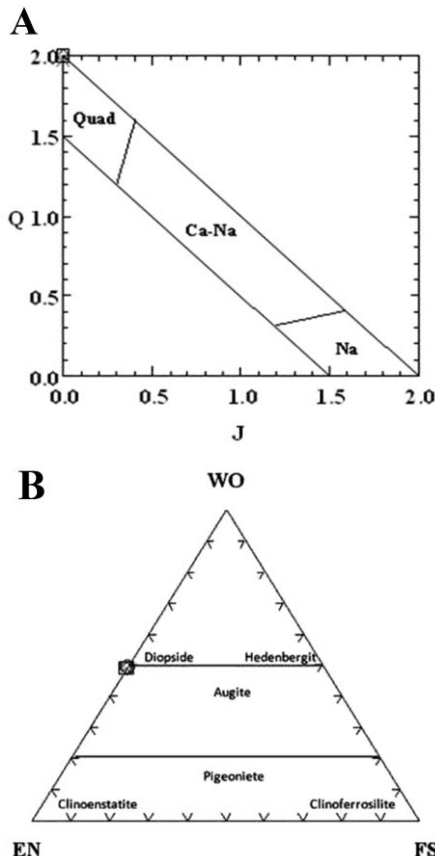 A
2.0
Quad
1.5
Q 1.0
Ca-Na
0.5
Na
0.0
0.0 0.5 1.0 1.5 2.0
J
B
WO
Diopside Hedenbergit
Augite
Pigeonlete
Clinoenstatite Clinoferrosilite
EN FS